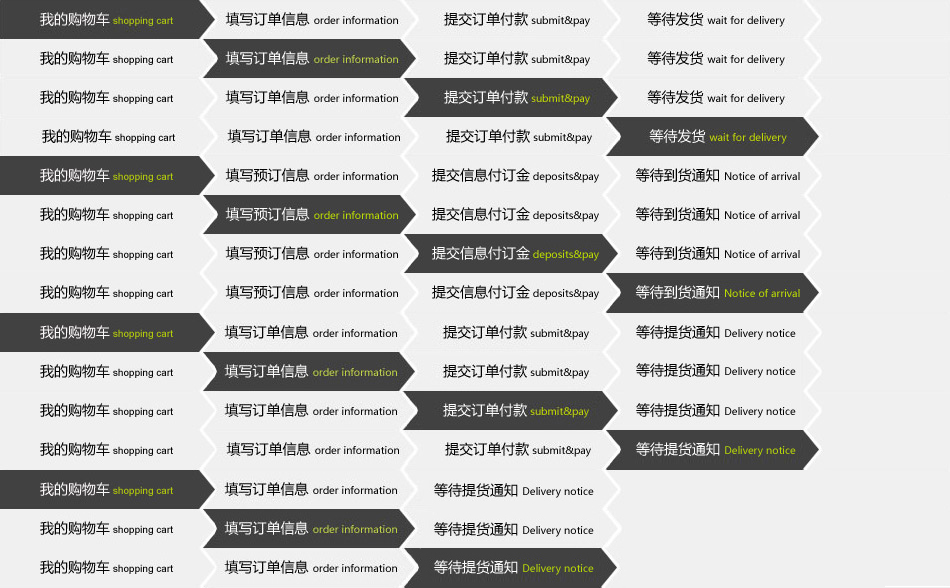 我的购物车 shopping cart 填写订单信息 order information 提交订单付款 submit&pay 等待发货 wait for delivery
我的购物车 shopping cart 填写订单信息 order information 提交订单付款 submit&pay 等待发货 wait for delivery
我的购物车 shopping cart 填写订单信息 order information 提交订单付款 submit&pay 等待发货 wait for delivery
我的购物车 shopping cart 填写订单信息 order information 提交订单付款 submit&pay 等待发货 wait for delivery
我的购物车 shopping cart 填写预订信息 order information 提交信息付订金 deposits&pay 等待到货通知 Notice of arrival
我的购物车 shopping cart 填写预订信息 order information 提交信息付订金 deposits&pay 等待到货通知 Notice of arrival
我的购物车 shopping cart 填写预订信息 order information 提交信息付订金 deposits&pay 等待到货通知 Notice of arrival
我的购物车 shopping cart 填写预订信息 order information 提交信息付订金 deposits&pay 等待到货通知 Notice of arrival
我的购物车 shopping cart 填写订单信息 order information 提交订单付款 submit&pay 等待提货通知 Delivery notice
我的购物车 shopping cart 填写订单信息 order information 提交订单付款 submit&pay 等待提货通知 Delivery notice
我的购物车 shopping cart 填写订单信息 order information 提交订单付款 submit&pay 等待提货通知 Delivery notice
我的购物车 shopping cart 填写订单信息 order information 提交订单付款 submit&pay 等待提货通知 Delivery notice
我的购物车 shopping cart 填写订单信息 order information 等待提货通知 Delivery notice
我的购物车 shopping cart 填写订单信息 order information 等待提货通知 Delivery notice
我的购物车 shopping cart 填写订单信息 order information 等待提货通知 Delivery notice